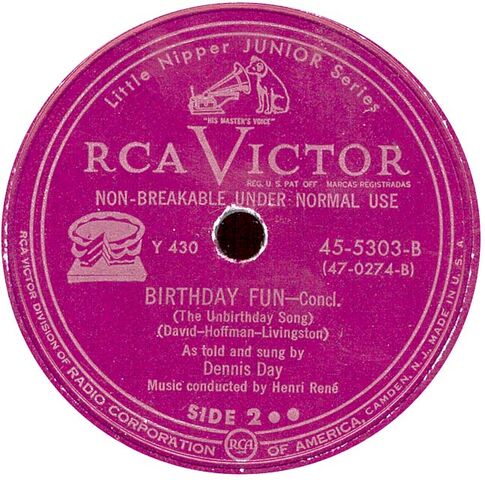 Little Nipper JUNIOR Series
"HIS MASTER'S VOICE"
RCA VICTOR
REG. U. S. PAT. OFF. MARCAS REGISTRADAS
NON-BREAKABLE UNDER NORMAL USE
Y 430
45-5303-B
(47-0274-B)
BIRTHDAY FUN—Concl.
(The Unbirthday Song)
(David-Hoffman-Livingston)
As told and sung by
Dennis Day
Music conducted by Henri René
SIDE 2
RCA VICTOR DIVISION OF RADIO CORPORATION OF AMERICA, CAMDEN, N. J., MADE IN U. S. A.
RCA